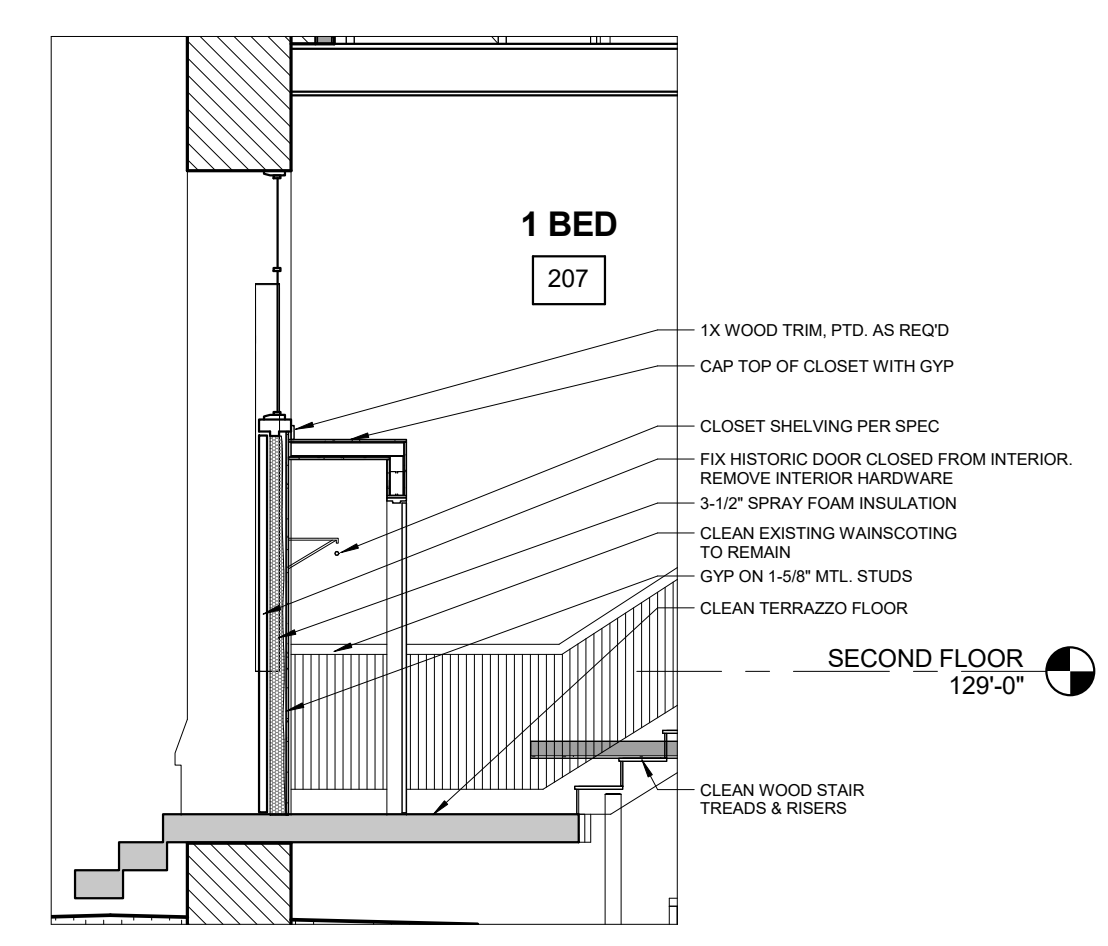 1 BED
207
1X WOOD TRIM, PTD. AS REQ'D
CAP TOP OF CLOSET WITH GYP
CLOSET SHELVING PER SPEC
FIX HISTORIC DOOR CLOSED FROM INTERIOR.
REMOVE INTERIOR HARDWARE
3-1/2" SPRAY FOAM INSULATION
CLEAN EXISTING WAINSCOTING
TO REMAIN
GYP ON 1-5/8" MTL. STUDS
CLEAN TERRAZZO FLOOR
SECOND FLOOR
129'-0"
CLEAN WOOD STAIR
TREADS & RISERS